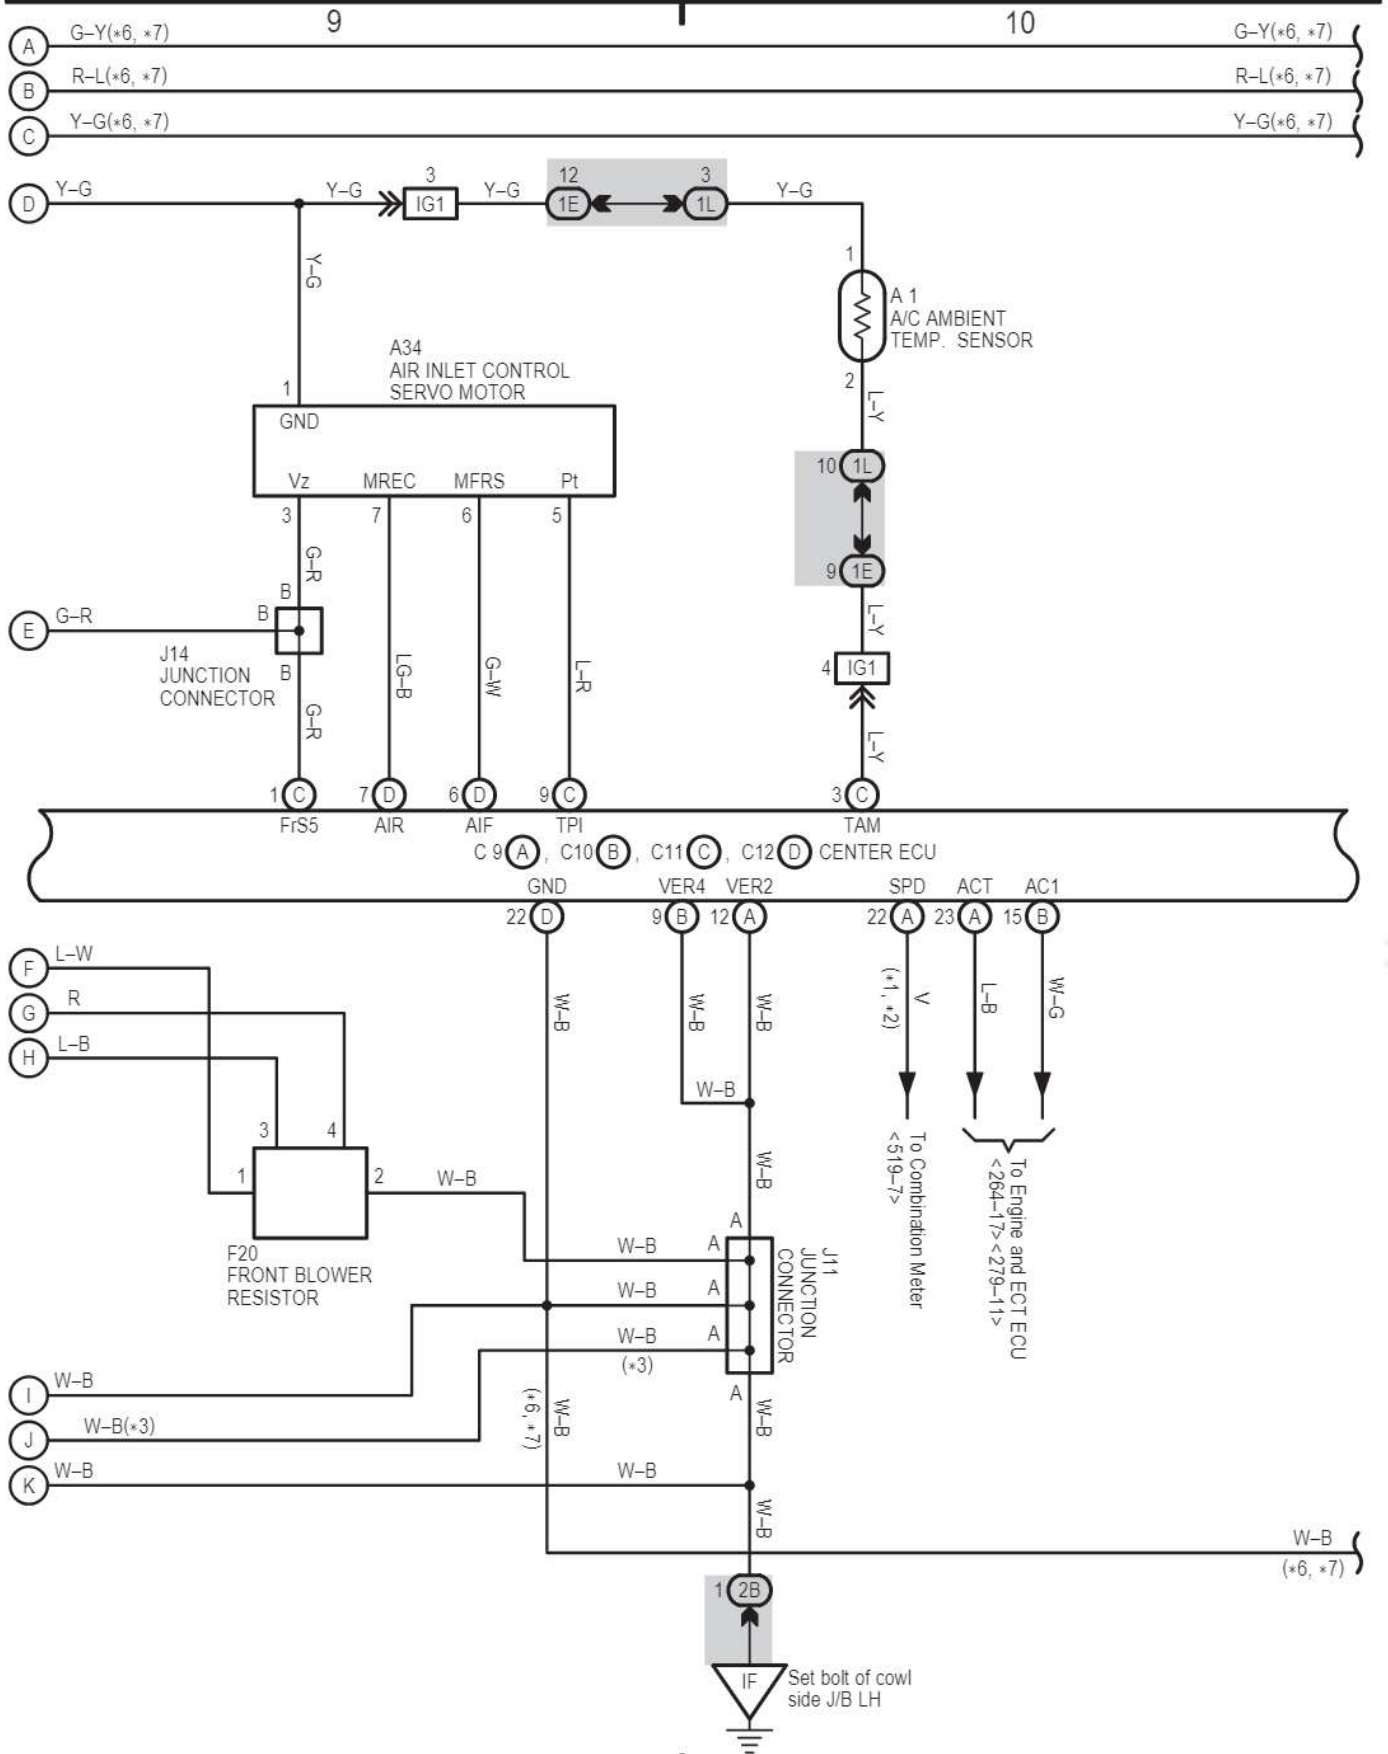 9
10
A
G–Y(*6, *7)
G–Y(*6, *7)
B
R–L(*6, *7)
R–L(*6, *7)
C
Y–G(*6, *7)
Y–G(*6, *7)
D
Y–G
Y–G
3
IG1
Y–G
12
1E
3
1L
Y–G
Y–G
1
A 1
A/C AMBIENT
TEMP. SENSOR
2
L–Y
A34
AIR INLET CONTROL
SERVO MOTOR
1
GND
Vz
MREC
MFRS
Pt
3
7
6
5
10
1L
9
1E
L–Y
4
IG1
L–Y
G–R
B
B
B
E
G–R
J14
JUNCTION
CONNECTOR
G–R
LG–B
G–W
L–R
1
C
7
D
6
D
9
C
3
C
FrS5
AIR
AIF
TPI
TAM
C 9
A
, C10
B
, C11
C
, C12
D
CENTER ECU
GND
VER4
VER2
SPD
ACT
AC1
22
D
9
B
12
A
22
A
23
A
15
B
F
L–W
G
R
H
L–B
W–B
W–B
W–B
V
(*1, *2)
L–B
W–G
W–B
3
4
1
2
W–B
F20
FRONT BLOWER
RESISTOR
W–B
To Combination Meter
<519–7>
To Engine and ECT ECU
<264–17><279–11>
A
W–B
A
W–B
A
W–B
(*3)
A
A
J11
JUNCTION
CONNECTOR
I
W–B
J
W–B(*3)
K
W–B
W–B
(*6, *7)
W–B
W–B
W–B
W–B
(*6, *7)
1
2B
IF
Set bolt of cowl
side J/B LH